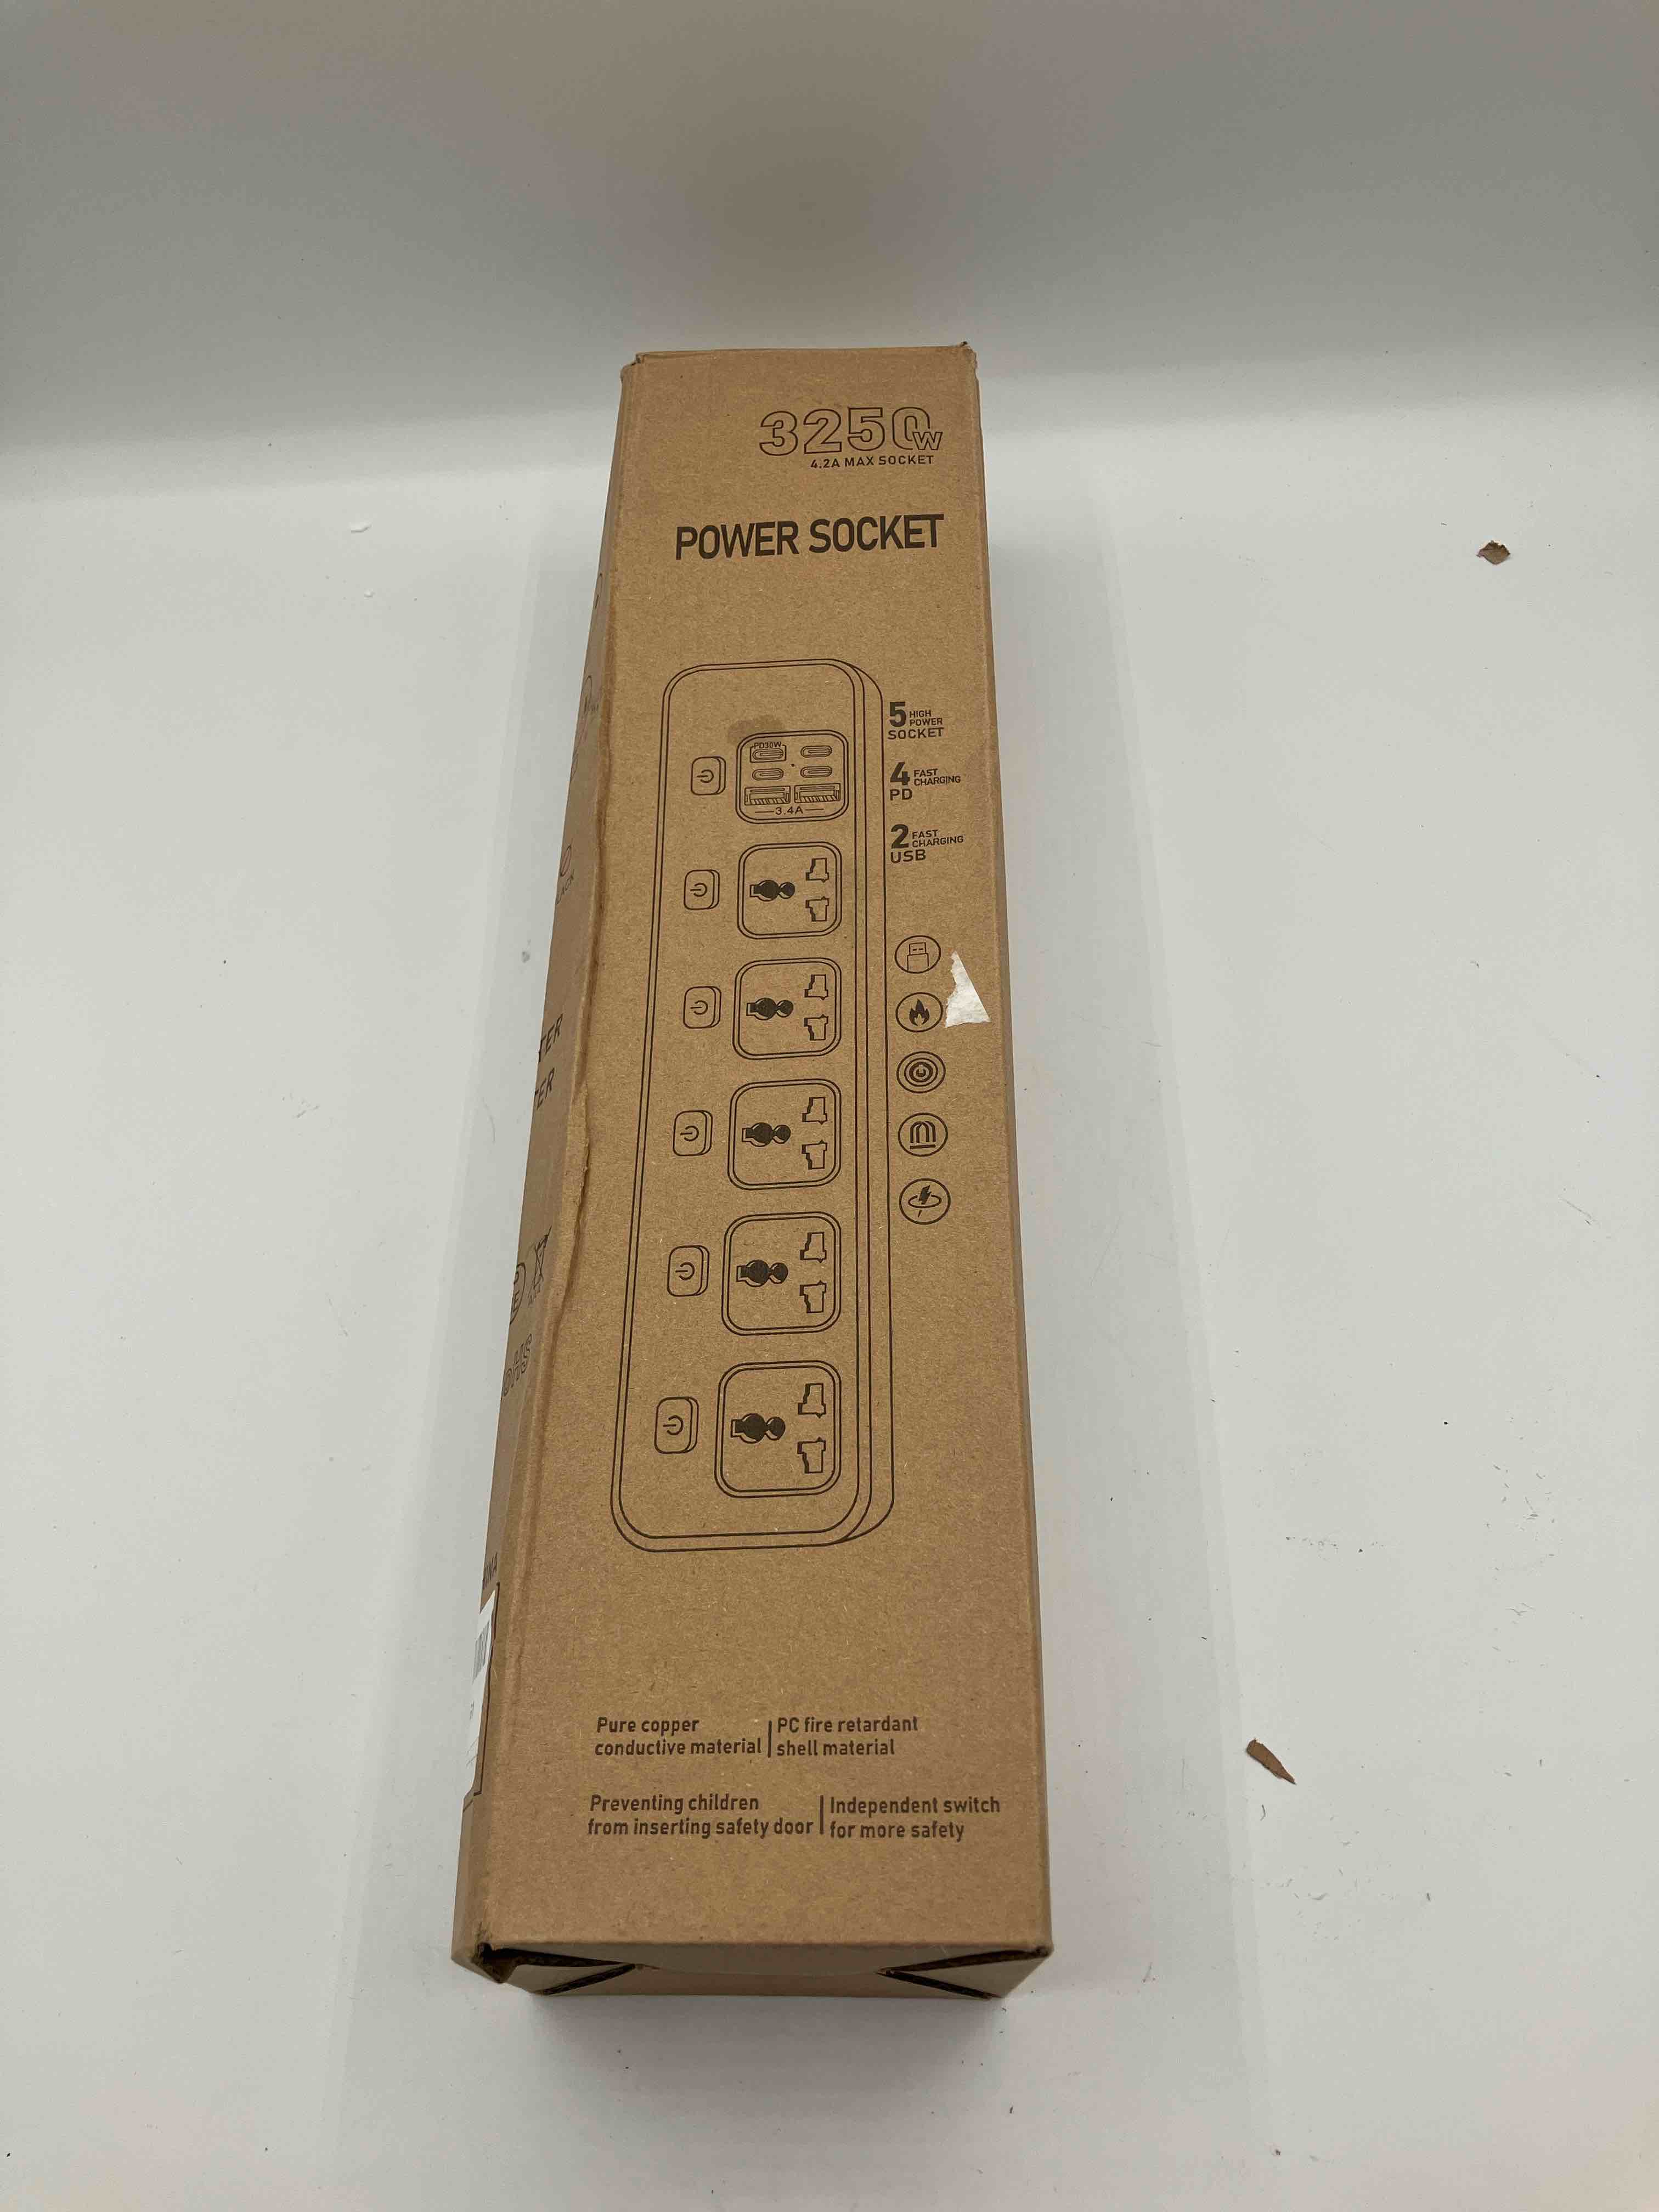 3250W
4.2A MAX SOCKET
POWER SOCKET
5 HIGH POWER
SOCKET
4 FAST CHARGING
PD
2 FAST CHARGING
USB
PD30W
3.4A
Pure copper
conductive material
PC fire retardant
shell material
Preventing children
from inserting safety door
Independent switch
for more safety